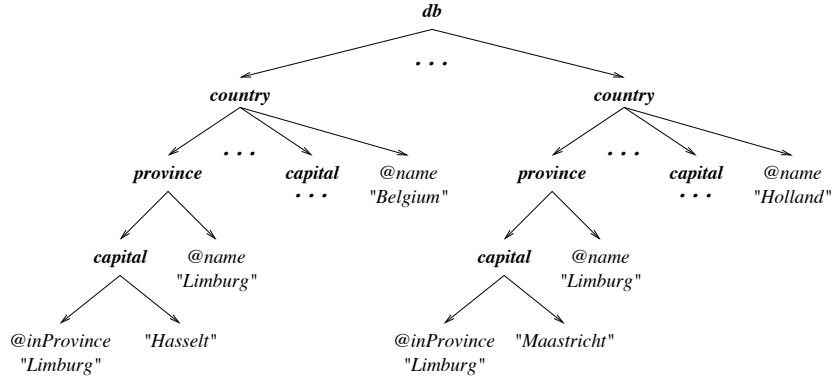 db
. . .
country country
. . . . . .
province capital @name province capital @name
. . . "Belgium" . . . "Holland"
capital @name capital @name
"Limburg" "Limburg"
@inProvince "Hasselt" @inProvince "Maastricht"
"Limburg" "Limburg"